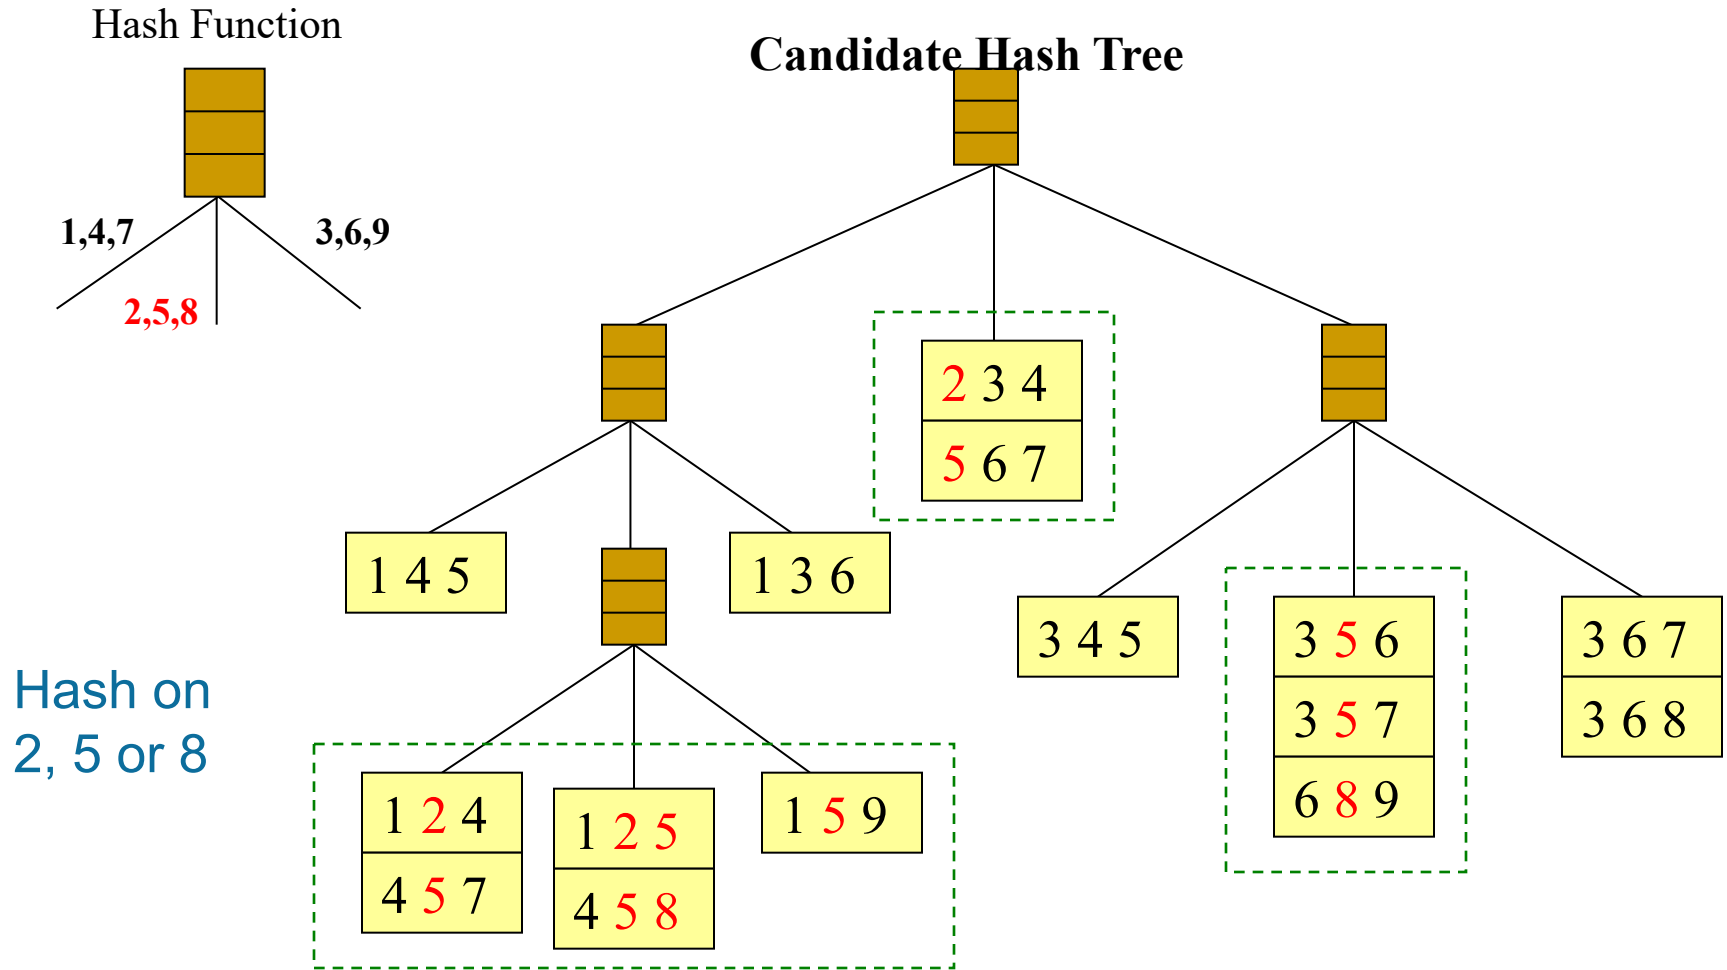 Hash Function
Candidate Hash Tree
1,4,7
3,6,9
2,5,8
2 3 4
5 6 7
1 4 5
1 3 6
3 4 5
3 5 6
3 5 7
6 8 9
3 6 7
3 6 8
Hash on
2, 5 or 8
1 2 4
4 5 7
1 2 5
4 5 8
1 5 9